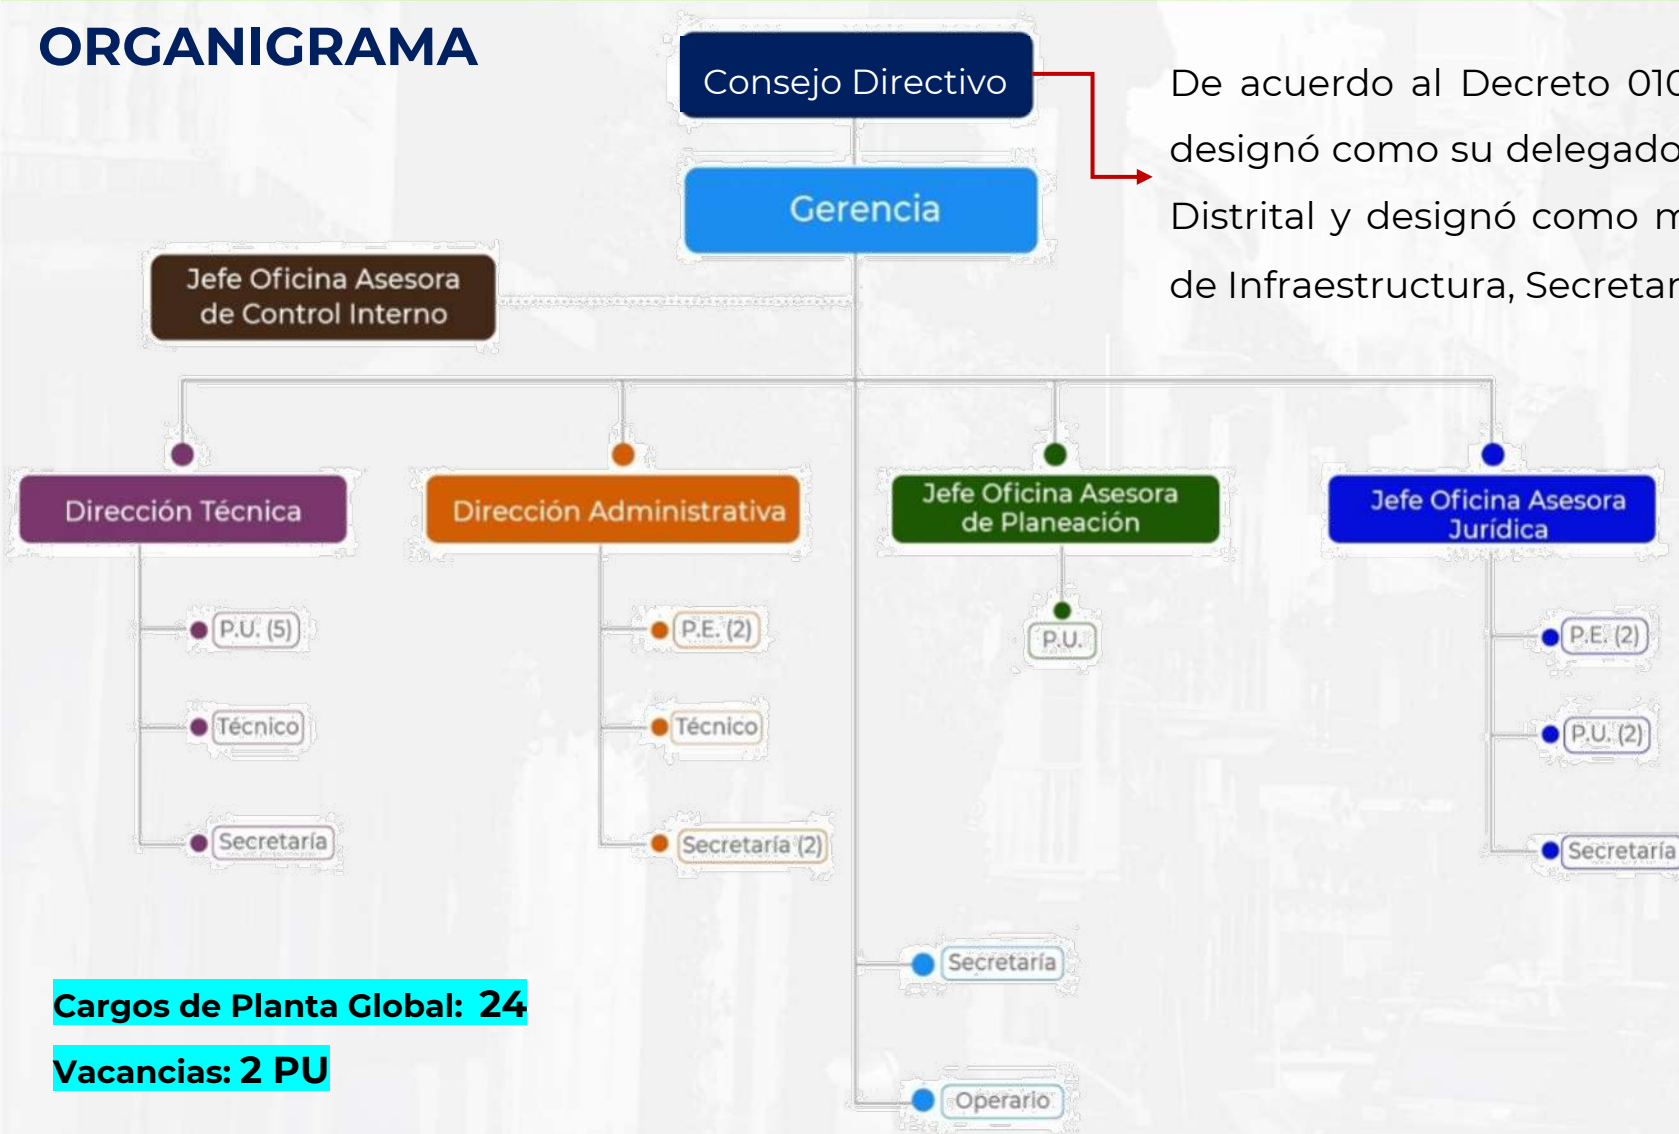 ORGANIGRAMA
Consejo Directivo
De acuerdo al Decreto 010
designó como su delegado
Distrital y designó como m
de Infraestructura, Secretar
Gerencia
Jefe Oficina Asesora
de Control Interno
Dirección Técnica
Dirección Administrativa
Jefe Oficina Asesora
de Planeación
Jefe Oficina Asesora
Jurídica
P.U. (5)
Técnico
Secretaría
P.E. (2)
Técnico
Secretaría (2)
P.U.
P.E. (2)
P.U. (2)
Secretaría
Secretaría
Operario
Cargos de Planta Global: 24
Vacancias: 2 PU